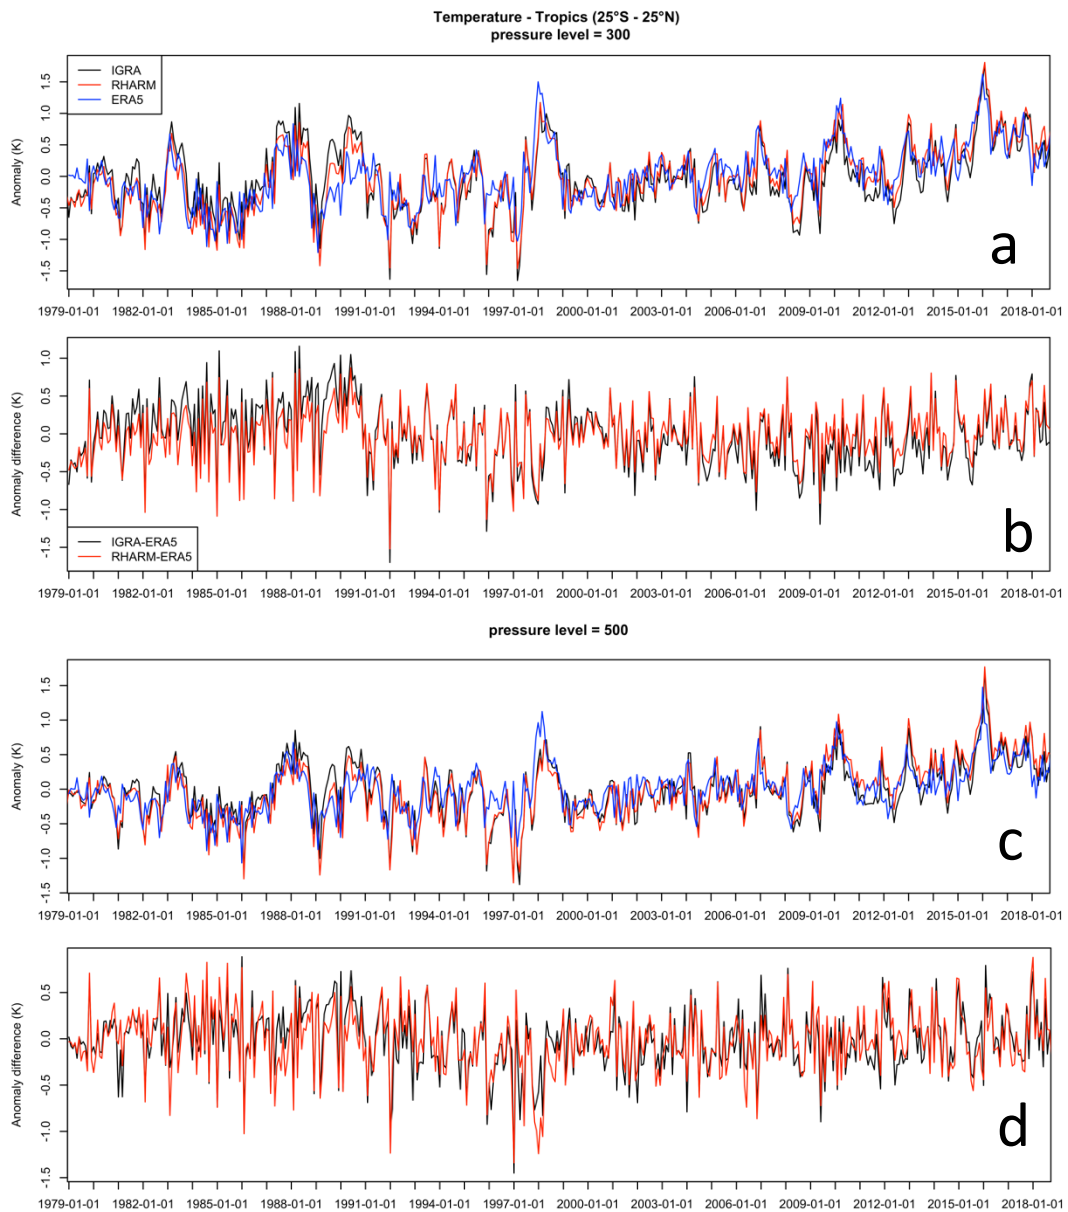 Temperature - Tropics (25°S - 25°N)
pressure level = 300
IGRA
RHARM
ERA5
Anomaly (K)
1.5
1.0
0.5
0.0
-0.5
-1.0
-1.5
a
1979-01-01 1982-01-01 1985-01-01 1988-01-01 1991-01-01 1994-01-01 1997-01-01 2000-01-01 2003-01-01 2006-01-01 2009-01-01 2012-01-01 2015-01-01 2018-01-01
Anomaly difference (K)
1.0
0.5
0.0
-0.5
-1.0
-1.5
IGRA-ERA5
RHARM-ERA5
b
1979-01-01 1982-01-01 1985-01-01 1988-01-01 1991-01-01 1994-01-01 1997-01-01 2000-01-01 2003-01-01 2006-01-01 2009-01-01 2012-01-01 2015-01-01 2018-01-01
pressure level = 500
Anomaly (K)
1.5
1.0
0.5
0.0
-0.5
-1.0
-1.5
c
1979-01-01 1982-01-01 1985-01-01 1988-01-01 1991-01-01 1994-01-01 1997-01-01 2000-01-01 2003-01-01 2006-01-01 2009-01-01 2012-01-01 2015-01-01 2018-01-01
Anomaly difference (K)
0.5
0.0
-0.5
-1.0
-1.5
d
1979-01-01 1982-01-01 1985-01-01 1988-01-01 1991-01-01 1994-01-01 1997-01-01 2000-01-01 2003-01-01 2006-01-01 2009-01-01 2012-01-01 2015-01-01 2018-01-01